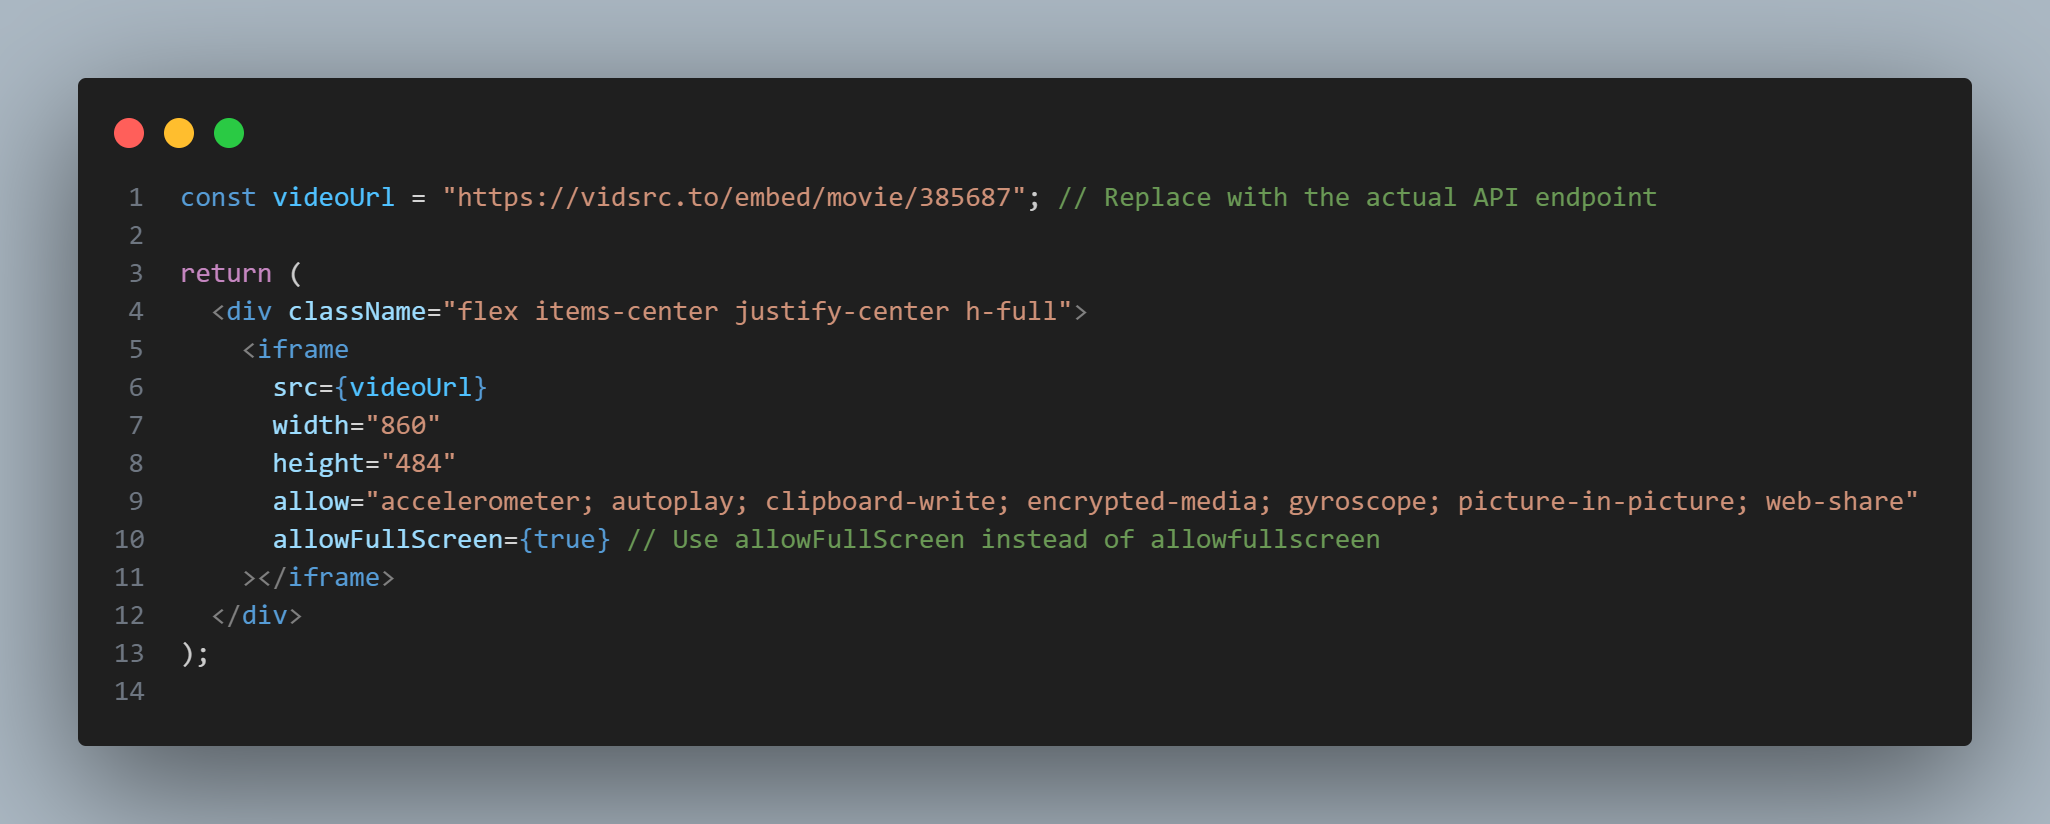 1 const videoUrl = "https://vidsrc.to/embed/movie/385687"; // Replace with the actual API endpoint
2
3 return (
4   <div className="flex items-center justify-center h-full">
5     <iframe
6       src={videoUrl}
7       width="860"
8       height="484"
9       allow="accelerometer; autoplay; clipboard-write; encrypted-media; gyroscope; picture-in-picture; web-share"
10       allowFullScreen={true} // Use allowFullScreen instead of allowfullscreen
11     ></iframe>
12   </div>
13 );
14